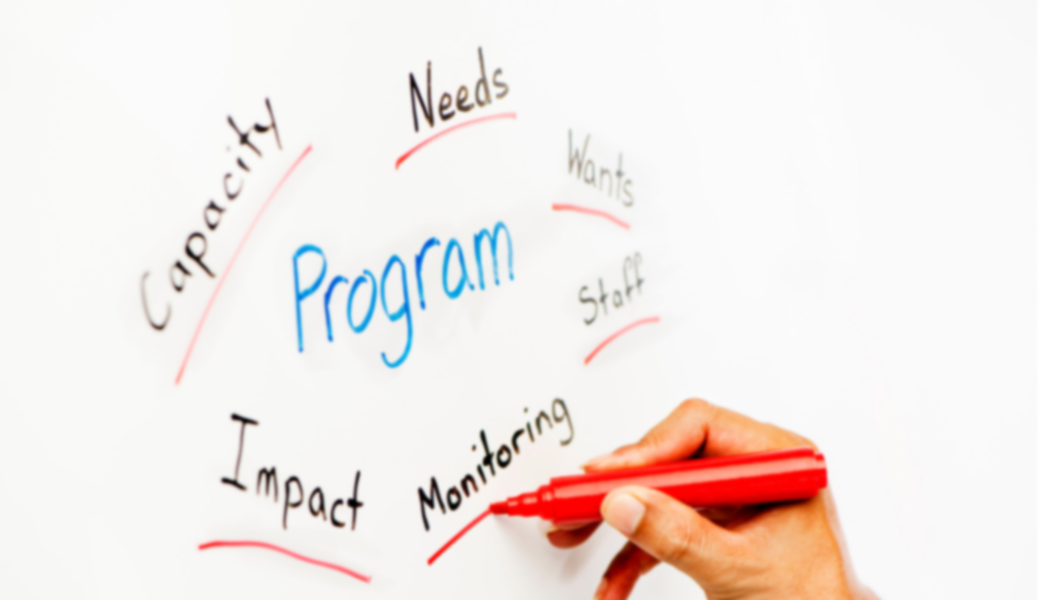 Needs
Capacity
Wants
Program
Staff
Impact
Monitoring